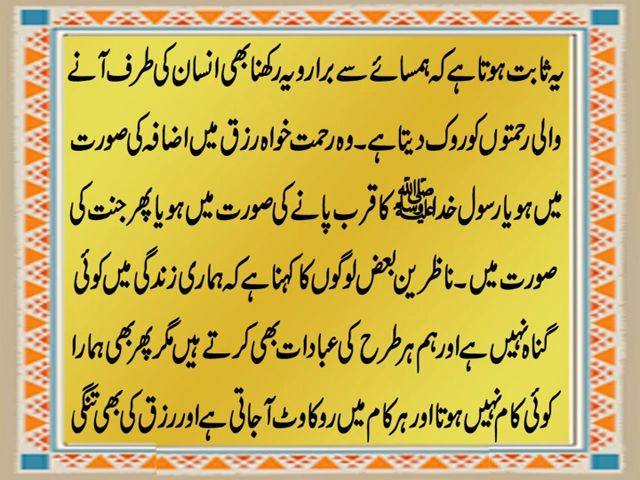 یہ ثابت ہوتا ہے کہ ہمسائے سے برا رویہ رکھنا بھی انسان کی طرف آنے
والی رحمتوں کو روک دیتا ہے۔ وہ رحمت خواہ رزق میں اضافہ کی صورت
میں ہو یا رسول خداﷺ کا قرب پانے کی صورت میں ہو یا پھر جنت کی
صورت میں۔ ناظرین بعض لوگوں کا کہنا ہے کہ ہماری زندگی میں کوئی
گناہ نہیں ہے اور ہم ہر طرح کی عبادات بھی کرتے ہیں مگر پھر بھی ہمارا
کوئی کام نہیں ہوتا اور ہر کام میں روکاوٹ آجاتی ہے اور رزق کی بھی تنگی